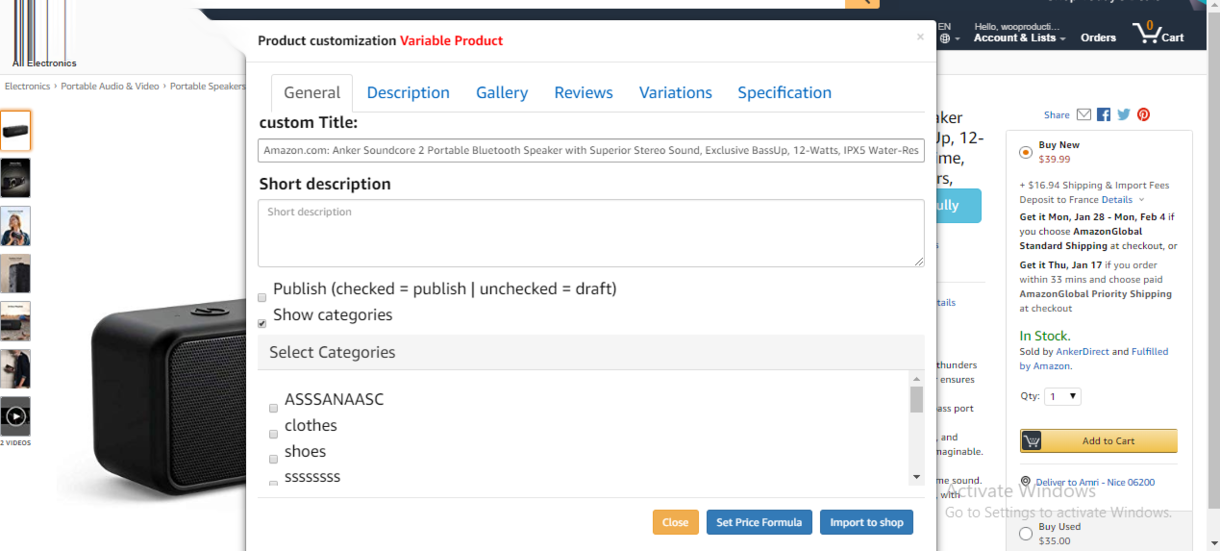 All Electronics
Electronics › Portable Audio & Video › Portable Speakers
2 VIDEOS
Product customization Variable Product
×
General
Description
Gallery
Reviews
Variations
Specification
custom Title:
Amazon.com: Anker Soundcore 2 Portable Bluetooth Speaker with Superior Stereo Sound, Exclusive BassUp, 12-Watts, IPX5 Water-Res
Short description
Short description
Publish (checked = publish | unchecked = draft)
Show categories
Select Categories
ASSSANAASC
clothes
shoes
ssssssss
Close
Set Price Formula
Import to shop
EN
Hello, wooproducti...
Account & Lists
Orders
0
Cart
aker
Up, 12-
ime,
rs,
ully
tails
thunders
ensures
ass port
, and
maginable.
me sound.
with
Share
Buy New
$39.99
+ $16.94 Shipping & Import Fees
Deposit to France Details
Get it Mon, Jan 28 - Mon, Feb 4 if
you choose AmazonGlobal
Standard Shipping at checkout, or
Get it Thu, Jan 17 if you order
within 33 mins and choose paid
AmazonGlobal Priority Shipping
at checkout
In Stock.
Sold by AnkerDirect and Fulfilled
by Amazon.
Qty: 1
Add to Cart
Deliver to Amri - Nice 06200
Buy Used
$35.00
Activate Windows
Go to Settings to activate Windows.